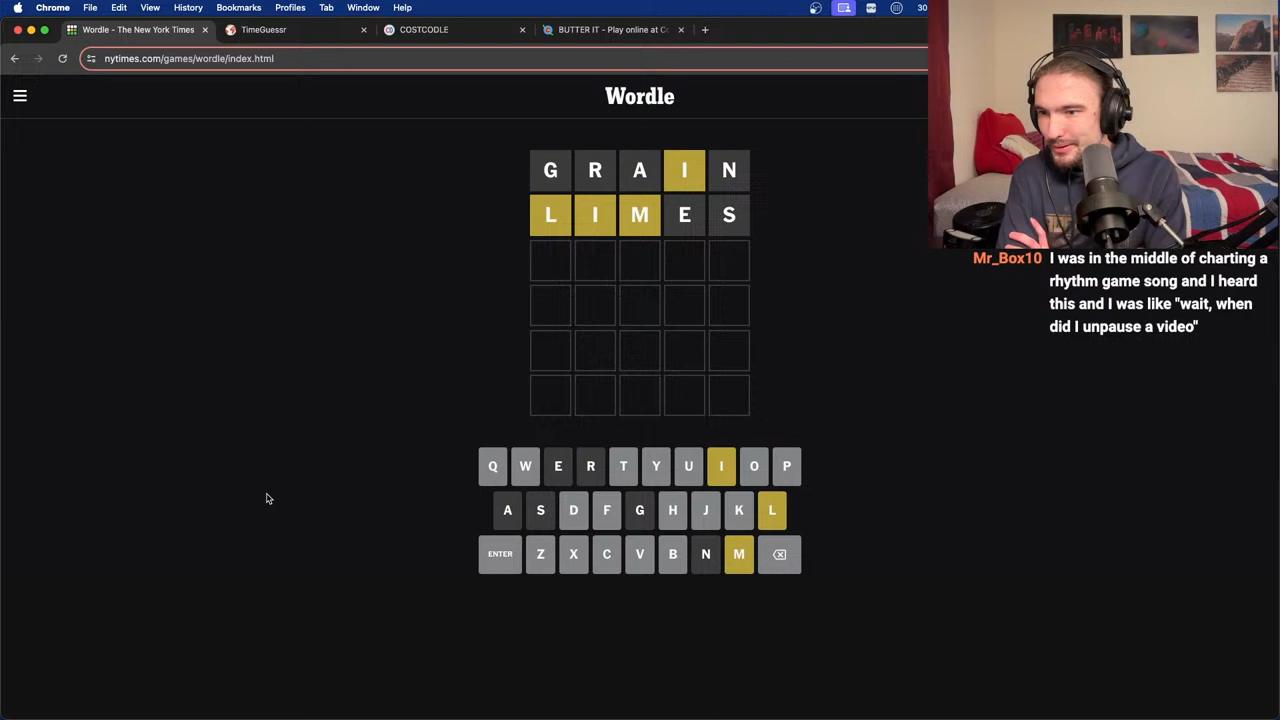 Chrome File Edit View History Bookmarks Profiles Tab Window Help 30
Wordle - The New York Times TimeGuessr COSTCODLE BUTTER IT - Play online at Co
nytimes.com/games/wordle/index.html
Wordle
G R A I N
L I M E S
Q W E R T Y U I O P
A S D F G H J K L
ENTER Z X C V B N M
Mr_Box10 I was in the middle of charting a
rhythm game song and I heard
this and I was like "wait, when
did I unpause a video"